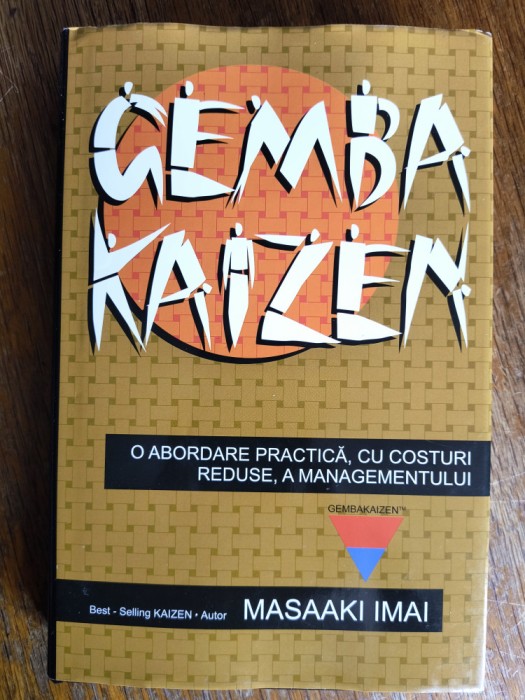 GEMBA
KAIZEN
O ABORDARE PRACTICĂ, CU COSTURI
REDUSE, A MANAGEMENTULUI
GEMBAKAIZEN™
Best - Selling KAIZEN • Autor MASAAKI IMAI